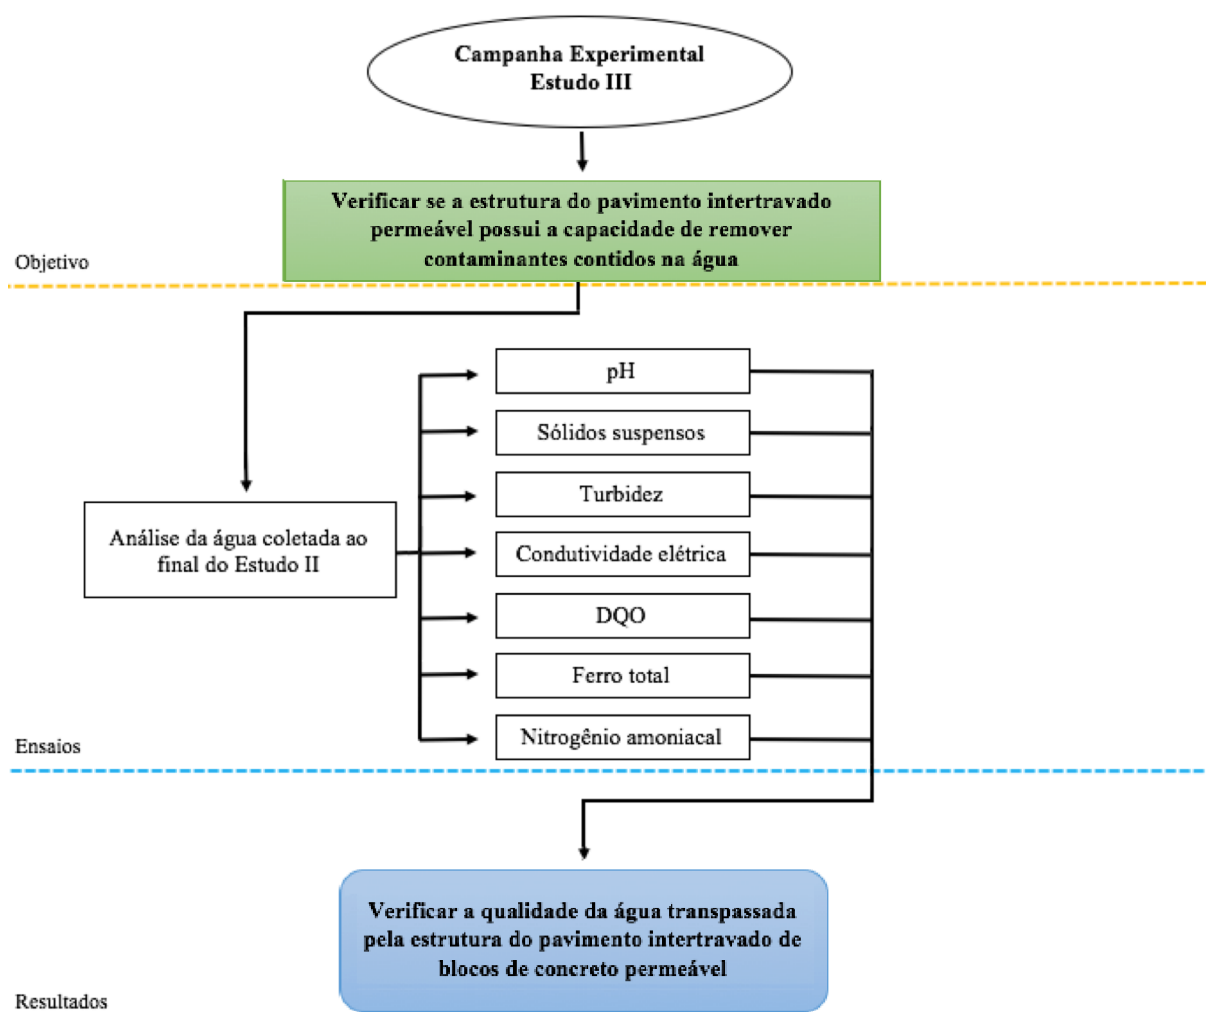 Campanha Experimental
Estudo III
Verificar se a estrutura do pavimento intertravado
permeável possui a capacidade de remover
contaminantes contidos na água
Objetivo
pH
Sólidos suspensos
Turbidez
Análise da água coletada ao
final do Estudo II
Condutividade elétrica
DQO
Ferro total
Nitrogênio amoniacal
Ensaios
Verificar a qualidade da água transpassada
pela estrutura do pavimento intertravado de
blocos de concreto permeável
Resultados